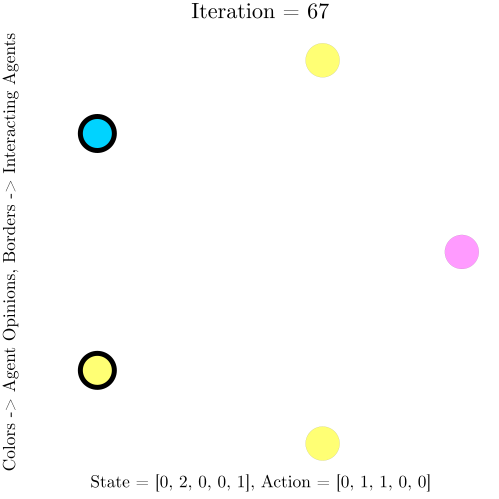 Iteration = 67
Colors -> Agent Opinions, Borders -> Interacting Agents
State = [0, 2, 0, 0, 1], Action = [0, 1, 1, 0, 0]